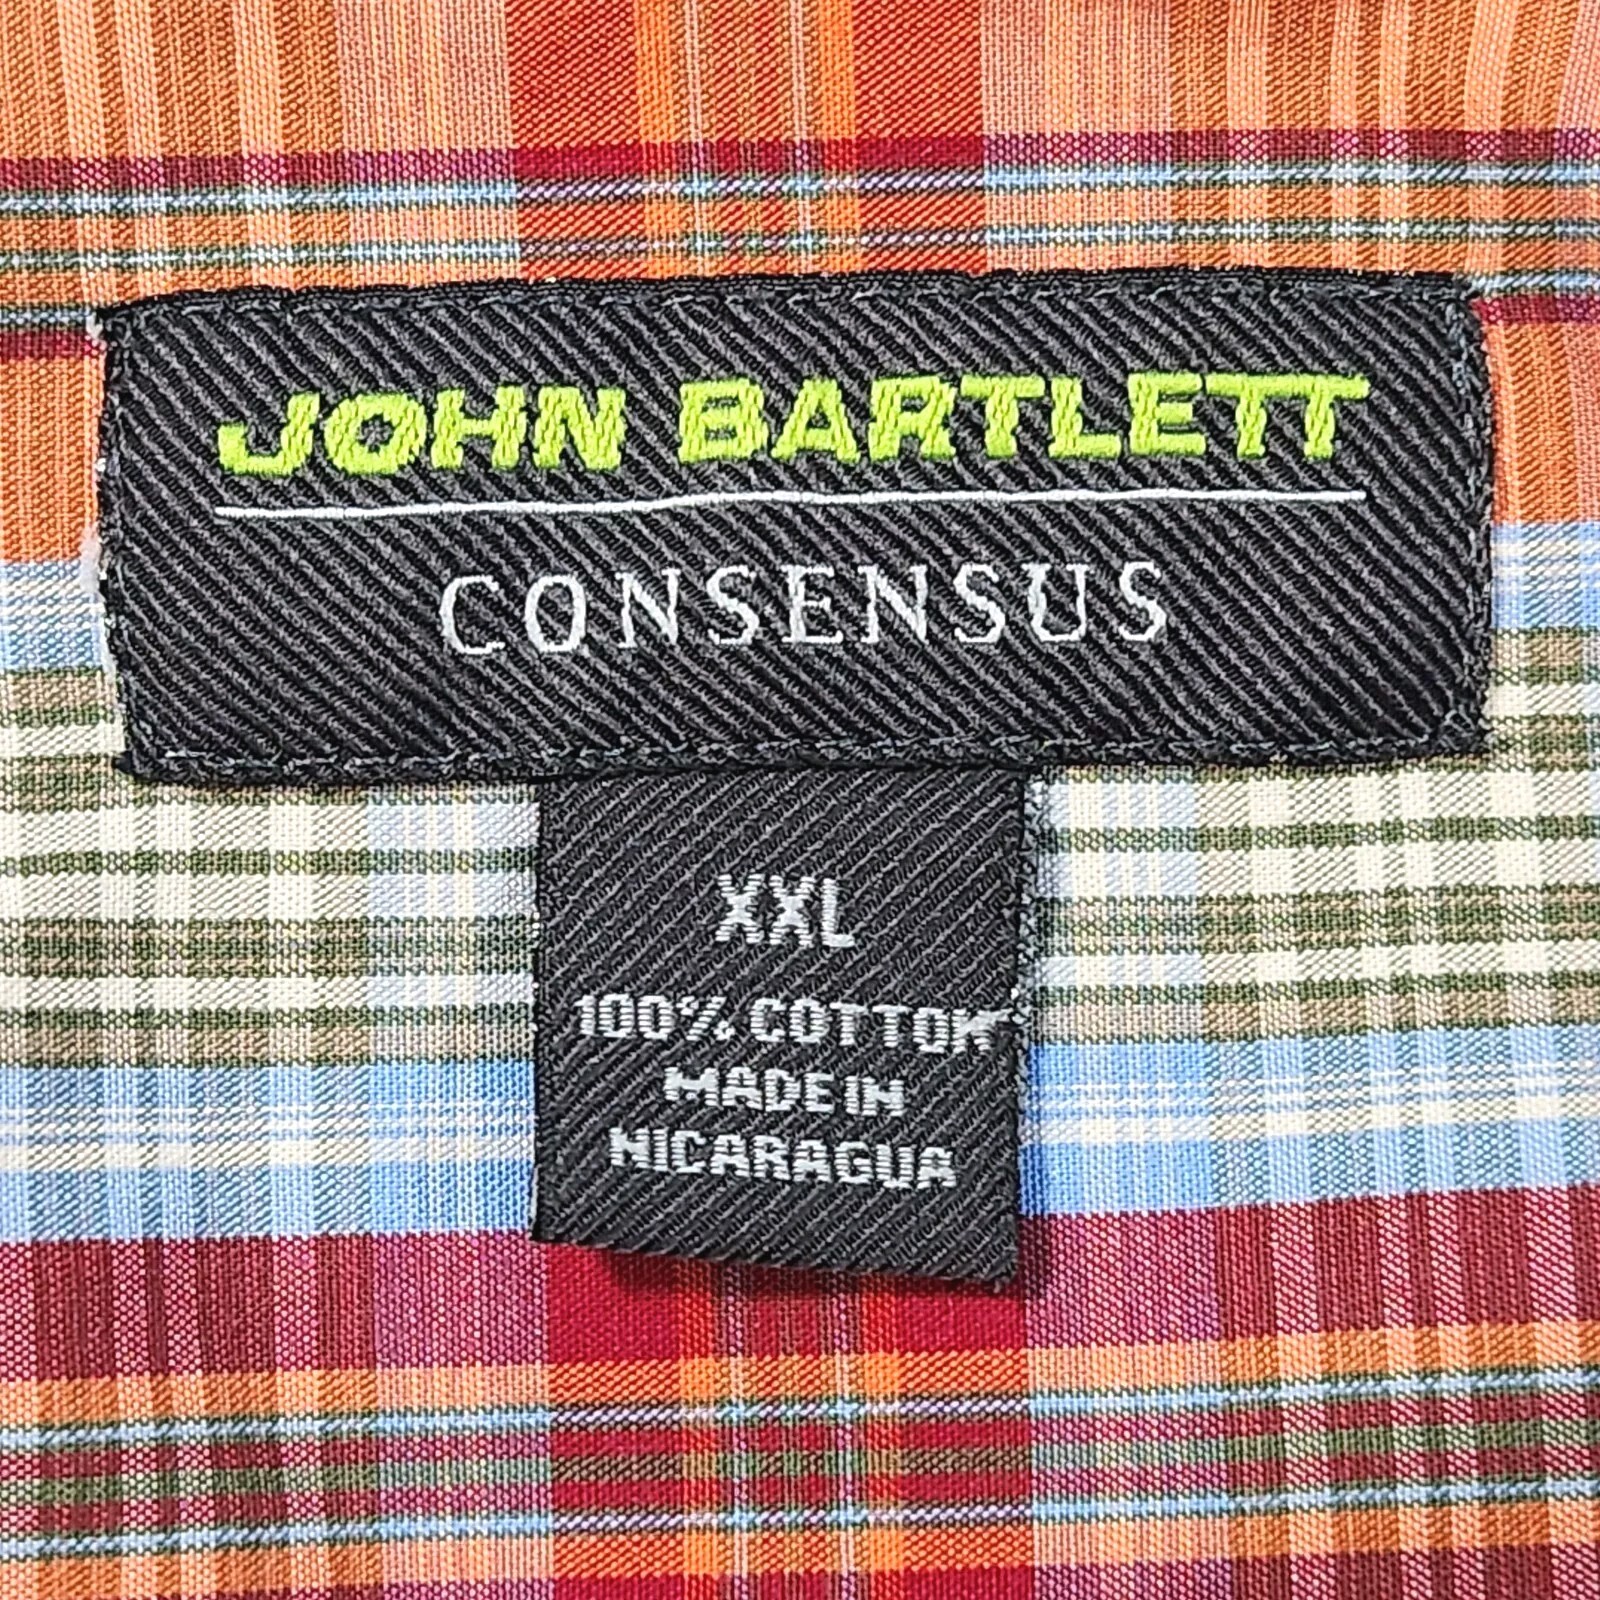 JOHN BARTLETT
CONSENSUS
XXL
100% COTTON
MADE IN
NICARAGUA